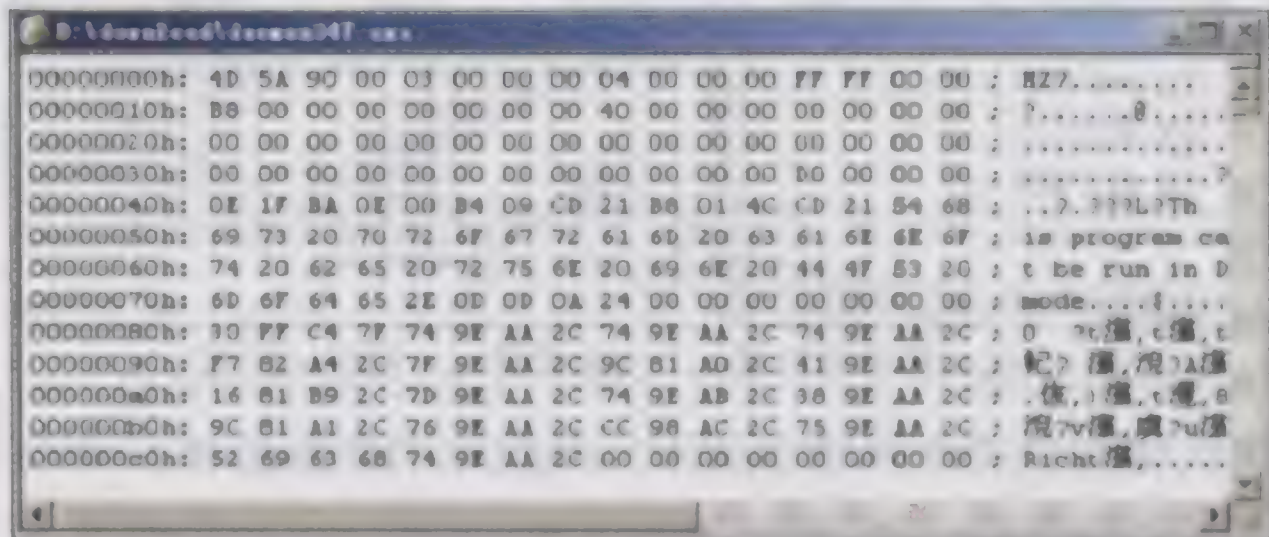 D:\download\daemon347.exe
00000000h: 4D 5A 90 00 03 00 00 00 04 00 00 00 FF FF 00 00 ; MZ?.........
00000010h: B8 00 00 00 00 00 00 00 40 00 00 00 00 00 00 00 ; ?.......@.....
00000020h: 00 00 00 00 00 00 00 00 00 00 00 00 00 00 00 00 ; ..............
00000030h: 00 00 00 00 00 00 00 00 00 00 00 00 D0 00 00 00 ; ............?
00000040h: 0E 1F BA 0E 00 B4 09 CD 21 B8 01 4C CD 21 54 68 ; ..?.???L?Th
00000050h: 69 73 20 70 72 6F 67 72 61 6D 20 63 61 6E 6E 6F ; is program ca
00000060h: 74 20 62 65 20 72 75 6E 20 69 6E 20 44 4F 53 20 ; t be run in D
00000070h: 6D 6F 64 65 2E 0D 0D 0A 24 00 00 00 00 00 00 00 ; mode....$....
00000080h: 30 FF C4 7F 74 9E AA 2C 74 9E AA 2C 74 9E AA 2C ; 0
00000090h: F7 82 A4 2C 7F 9E AA 2C 9C 81 A0 2C 41 9E AA 2C ;
000000a0h: 16 81 B9 2C 7D 9E AA 2C 74 9E AB 2C 38 9E AA 2C ;
000000b0h: 9C 81 A1 2C 76 9E AA 2C CC 98 AC 2C 75 9E AA 2C ;
000000c0h: 52 69 63 68 74 9E AA 2C 00 00 00 00 00 00 00 00 ; Richt